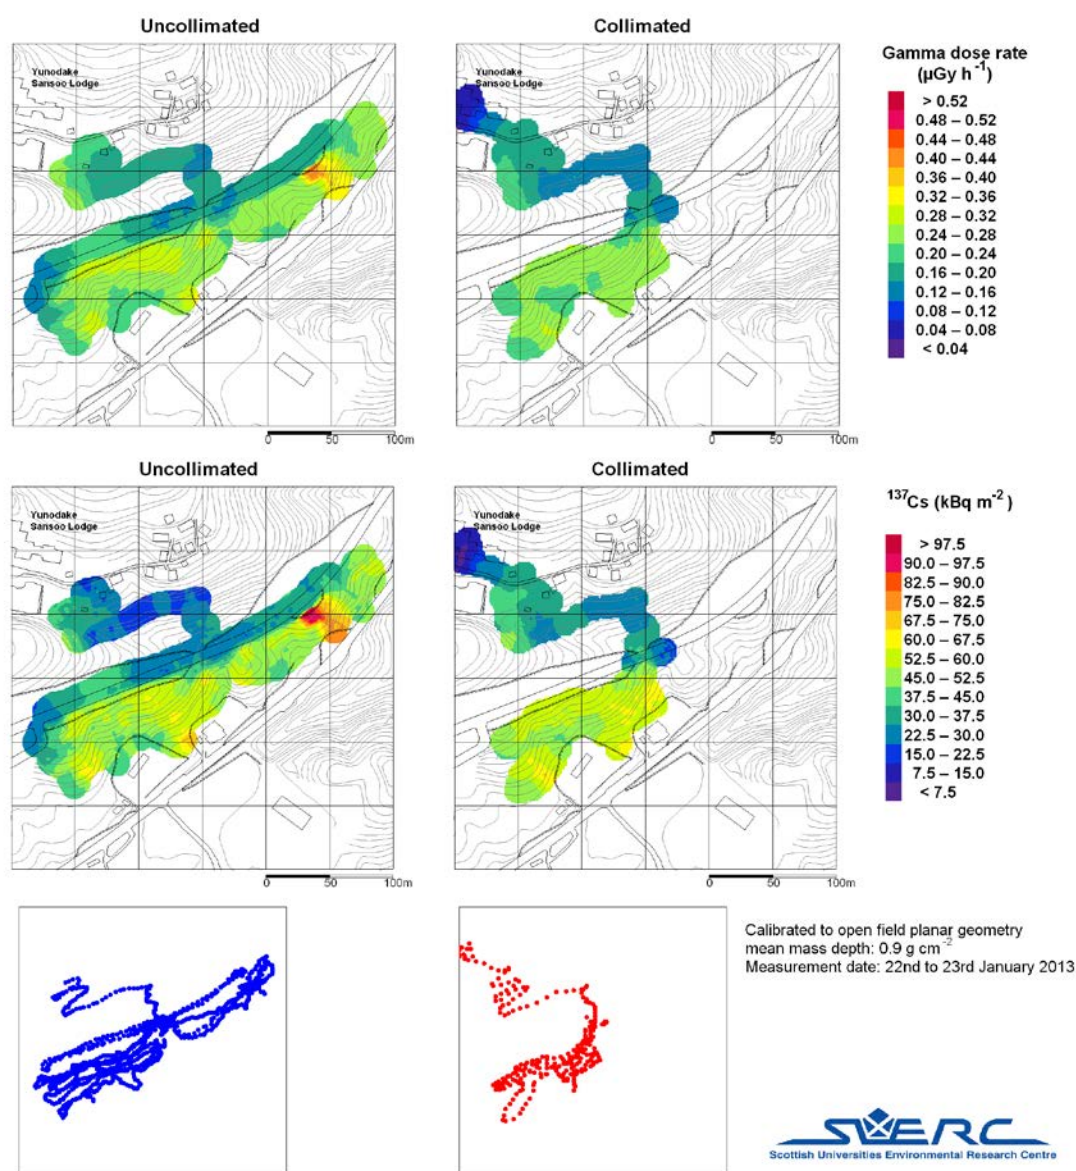 Uncollimated
Collimated
Yunodake
Sansoo Lodge
Yunodake
Sansoo Lodge
Gamma dose rate
(µGy h⁻¹)
> 0.52
0.48 – 0.52
0.44 – 0.48
0.40 – 0.44
0.36 – 0.40
0.32 – 0.36
0.28 – 0.32
0.24 – 0.28
0.20 – 0.24
0.16 – 0.20
0.12 – 0.16
0.08 – 0.12
0.04 – 0.08
< 0.04
0 50 100m
0 50 100m
Uncollimated
Collimated
Yunodake
Sansoo Lodge
Yunodake
Sansoo Lodge
¹³⁷Cs (kBq m⁻²)
> 97.5
90.0 – 97.5
82.5 – 90.0
75.0 – 82.5
67.5 – 75.0
60.0 – 67.5
52.5 – 60.0
45.0 – 52.5
37.5 – 45.0
30.0 – 37.5
22.5 – 30.0
15.0 – 22.5
7.5 – 15.0
< 7.5
0 50 100m
0 50 100m
Calibrated to open field planar geometry
mean mass depth: 0.9 g cm⁻²
Measurement date: 22nd to 23rd January 2013
SUERC
Scottish Universities Environmental Research Centre